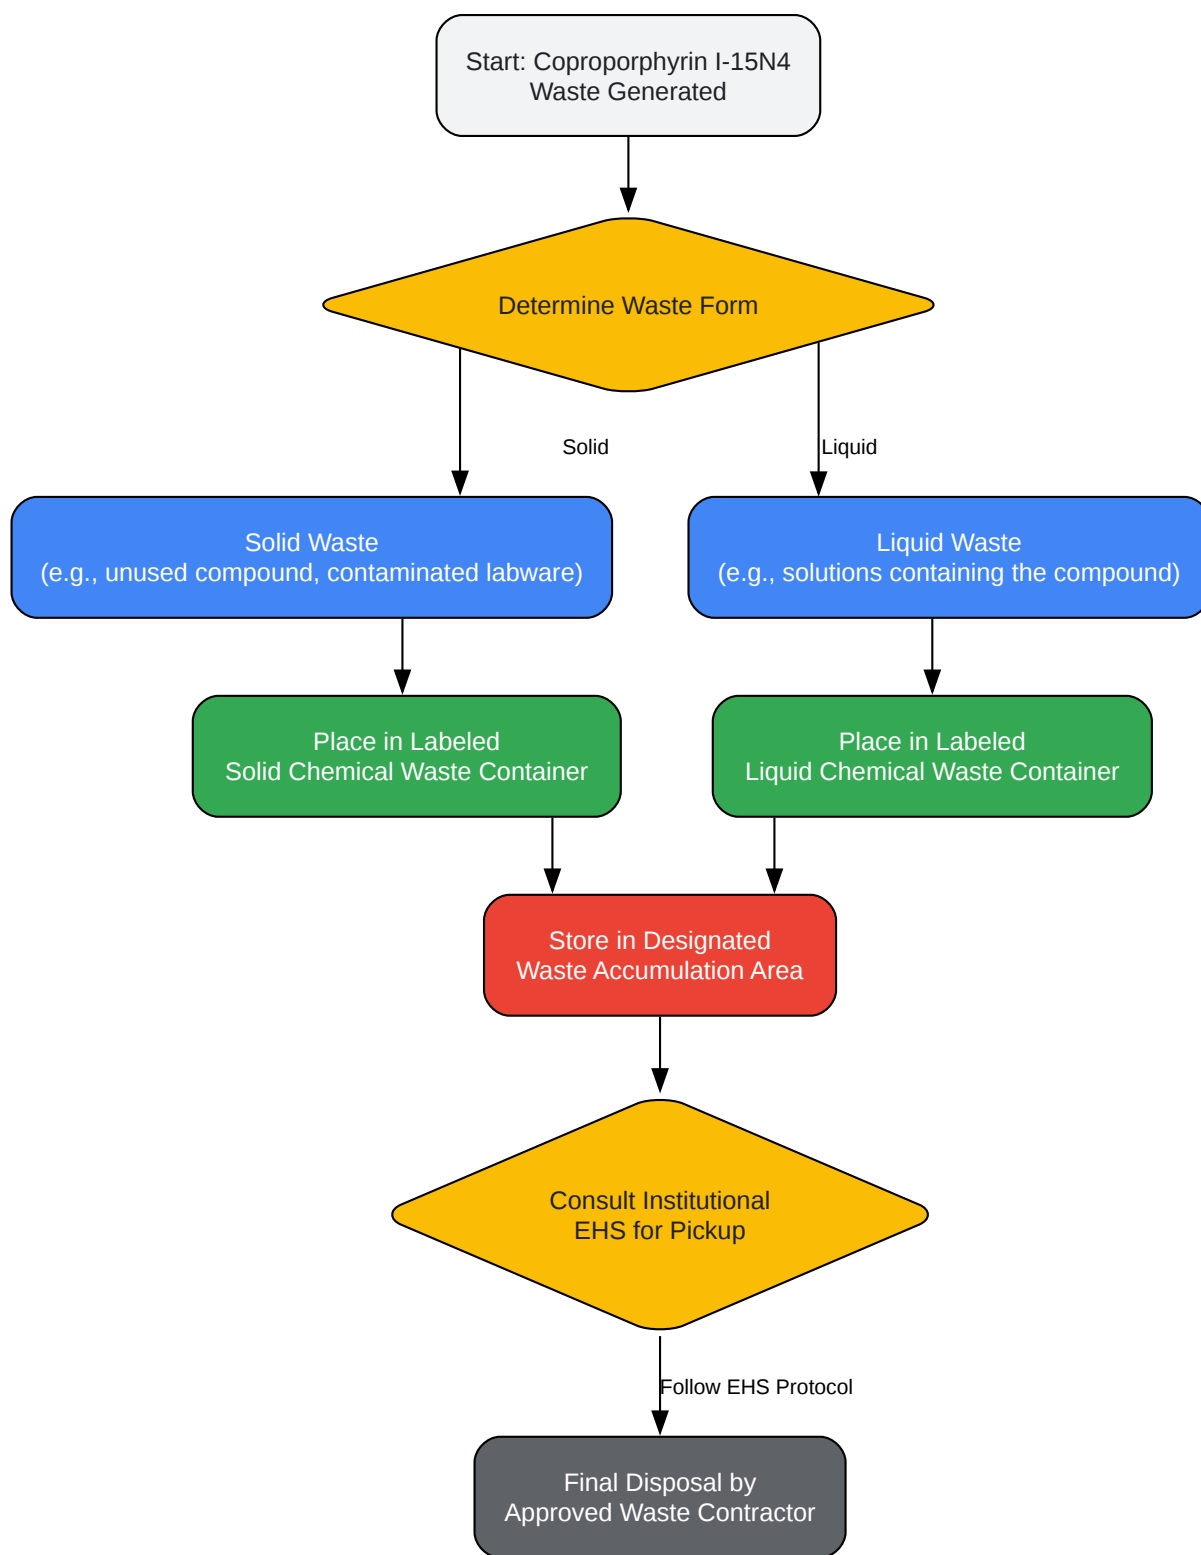 Start: Coproporphyrin I-15N4
Waste Generated
Determine Waste Form
Solid
Liquid
Solid Waste
(e.g., unused compound, contaminated labware)
Liquid Waste
(e.g., solutions containing the compound)
Place in Labeled
Solid Chemical Waste Container
Place in Labeled
Liquid Chemical Waste Container
Store in Designated
Waste Accumulation Area
Consult Institutional
EHS for Pickup
Follow EHS Protocol
Final Disposal by
Approved Waste Contractor